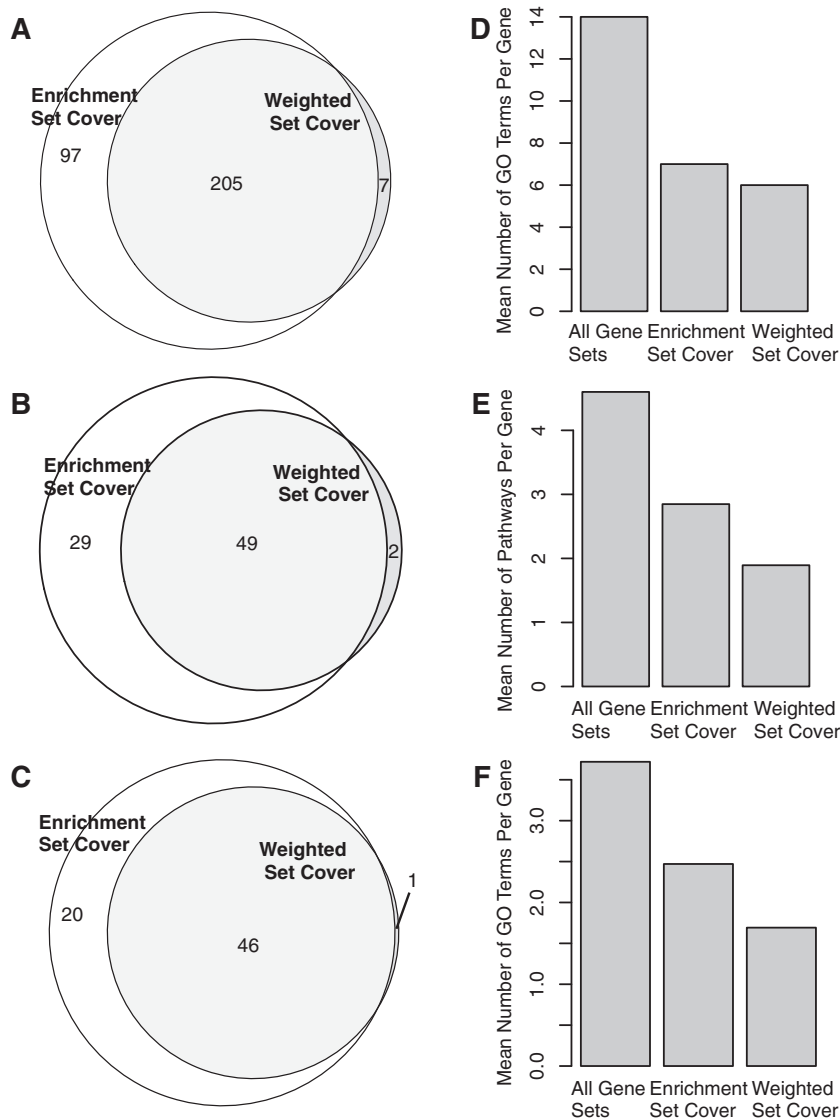 A
Enrichment
Set Cover
Weighted
Set Cover
97
205
7
D
Mean Number of GO Terms Per Gene
0
2
4
6
8
10
12
14
All Gene
Sets
Enrichment
Set Cover
Weighted
Set Cover
B
Enrichment
Set Cover
Weighted
Set Cover
29
49
2
E
Mean Number of Pathways Per Gene
0
1
2
3
4
All Gene
Sets
Enrichment
Set Cover
Weighted
Set Cover
C
Enrichment
Set Cover
Weighted
Set Cover
1
20
46
F
Mean Number of GO Terms Per Gene
0.0
1.0
2.0
3.0
All Gene
Sets
Enrichment
Set Cover
Weighted
Set Cover